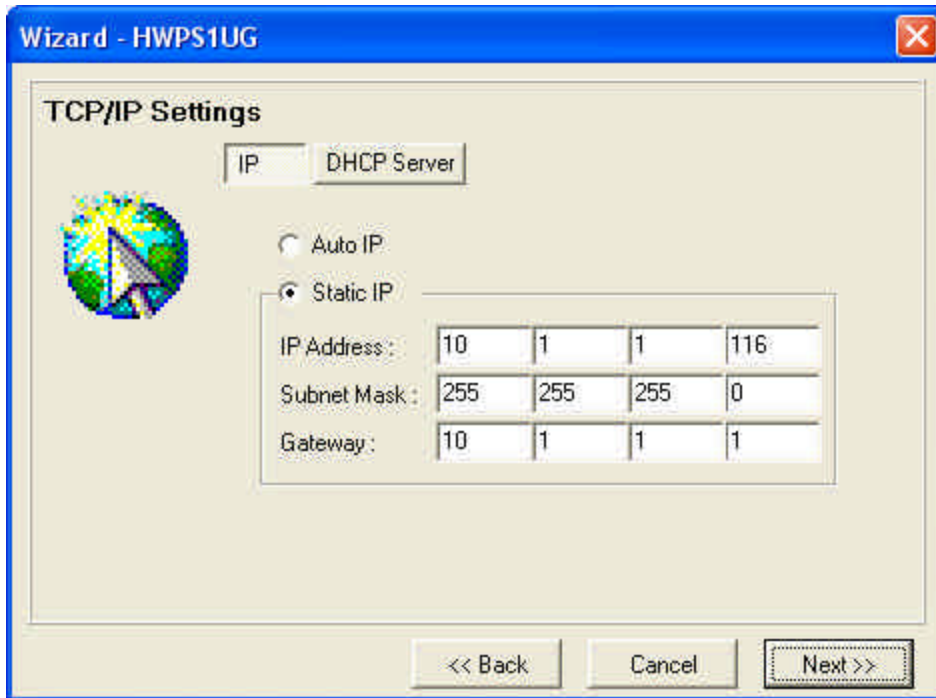 Wizard - HWPS1UG
TCP/IP Settings
IP DHCP Server
Auto IP
Static IP
IP Address : 10 1 1 116
Subnet Mask : 255 255 255 0
Gateway : 10 1 1 1
<< Back Cancel Next >>